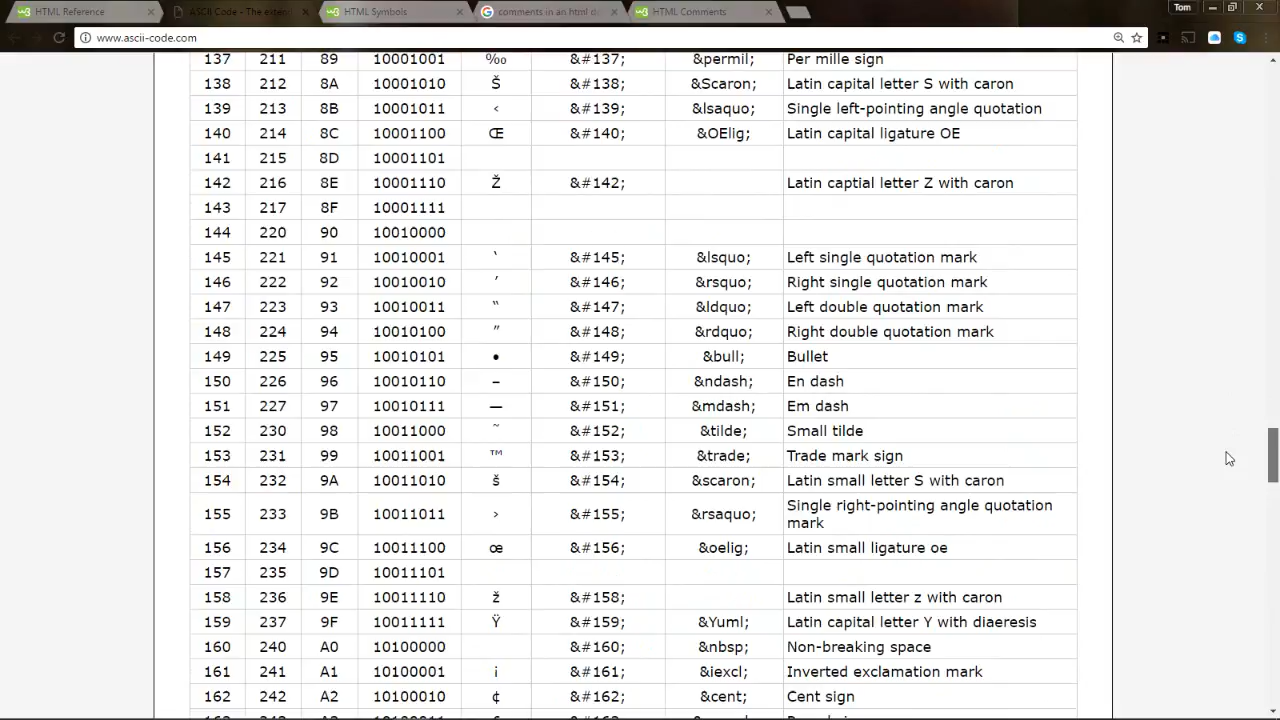 HTML Reference
ASCII Code - The exten
HTML Symbols
comments in an html do
HTML Comments
Tom
www.ascii-code.com
137 211 89 10001001 ‰ &#137; &permil; Per mille sign
138 212 8A 10001010 Š &#138; &Scaron; Latin capital letter S with caron
139 213 8B 10001011 ‹ &#139; &lsaquo; Single left-pointing angle quotation
140 214 8C 10001100 Œ &#140; &OElig; Latin capital ligature OE
141 215 8D 10001101
142 216 8E 10001110 Ž &#142; Latin captial letter Z with caron
143 217 8F 10001111
144 220 90 10010000
145 221 91 10010001 ‘ &#145; &lsquo; Left single quotation mark
146 222 92 10010010 ’ &#146; &rsquo; Right single quotation mark
147 223 93 10010011 “ &#147; &ldquo; Left double quotation mark
148 224 94 10010100 ” &#148; &rdquo; Right double quotation mark
149 225 95 10010101 • &#149; &bull; Bullet
150 226 96 10010110 – &#150; &ndash; En dash
151 227 97 10010111 — &#151; &mdash; Em dash
152 230 98 10011000 ˜ &#152; &tilde; Small tilde
153 231 99 10011001 ™ &#153; &trade; Trade mark sign
154 232 9A 10011010 š &#154; &scaron; Latin small letter S with caron
155 233 9B 10011011 › &#155; &rsaquo; Single right-pointing angle quotation
mark
156 234 9C 10011100 œ &#156; &oelig; Latin small ligature oe
157 235 9D 10011101
158 236 9E 10011110 ž &#158; Latin small letter z with caron
159 237 9F 10011111 Ÿ &#159; &Yuml; Latin capital letter Y with diaeresis
160 240 A0 10100000 &#160; &nbsp; Non-breaking space
161 241 A1 10100001 ¡ &#161; &iexcl; Inverted exclamation mark
162 242 A2 10100010 ¢ &#162; &cent; Cent sign